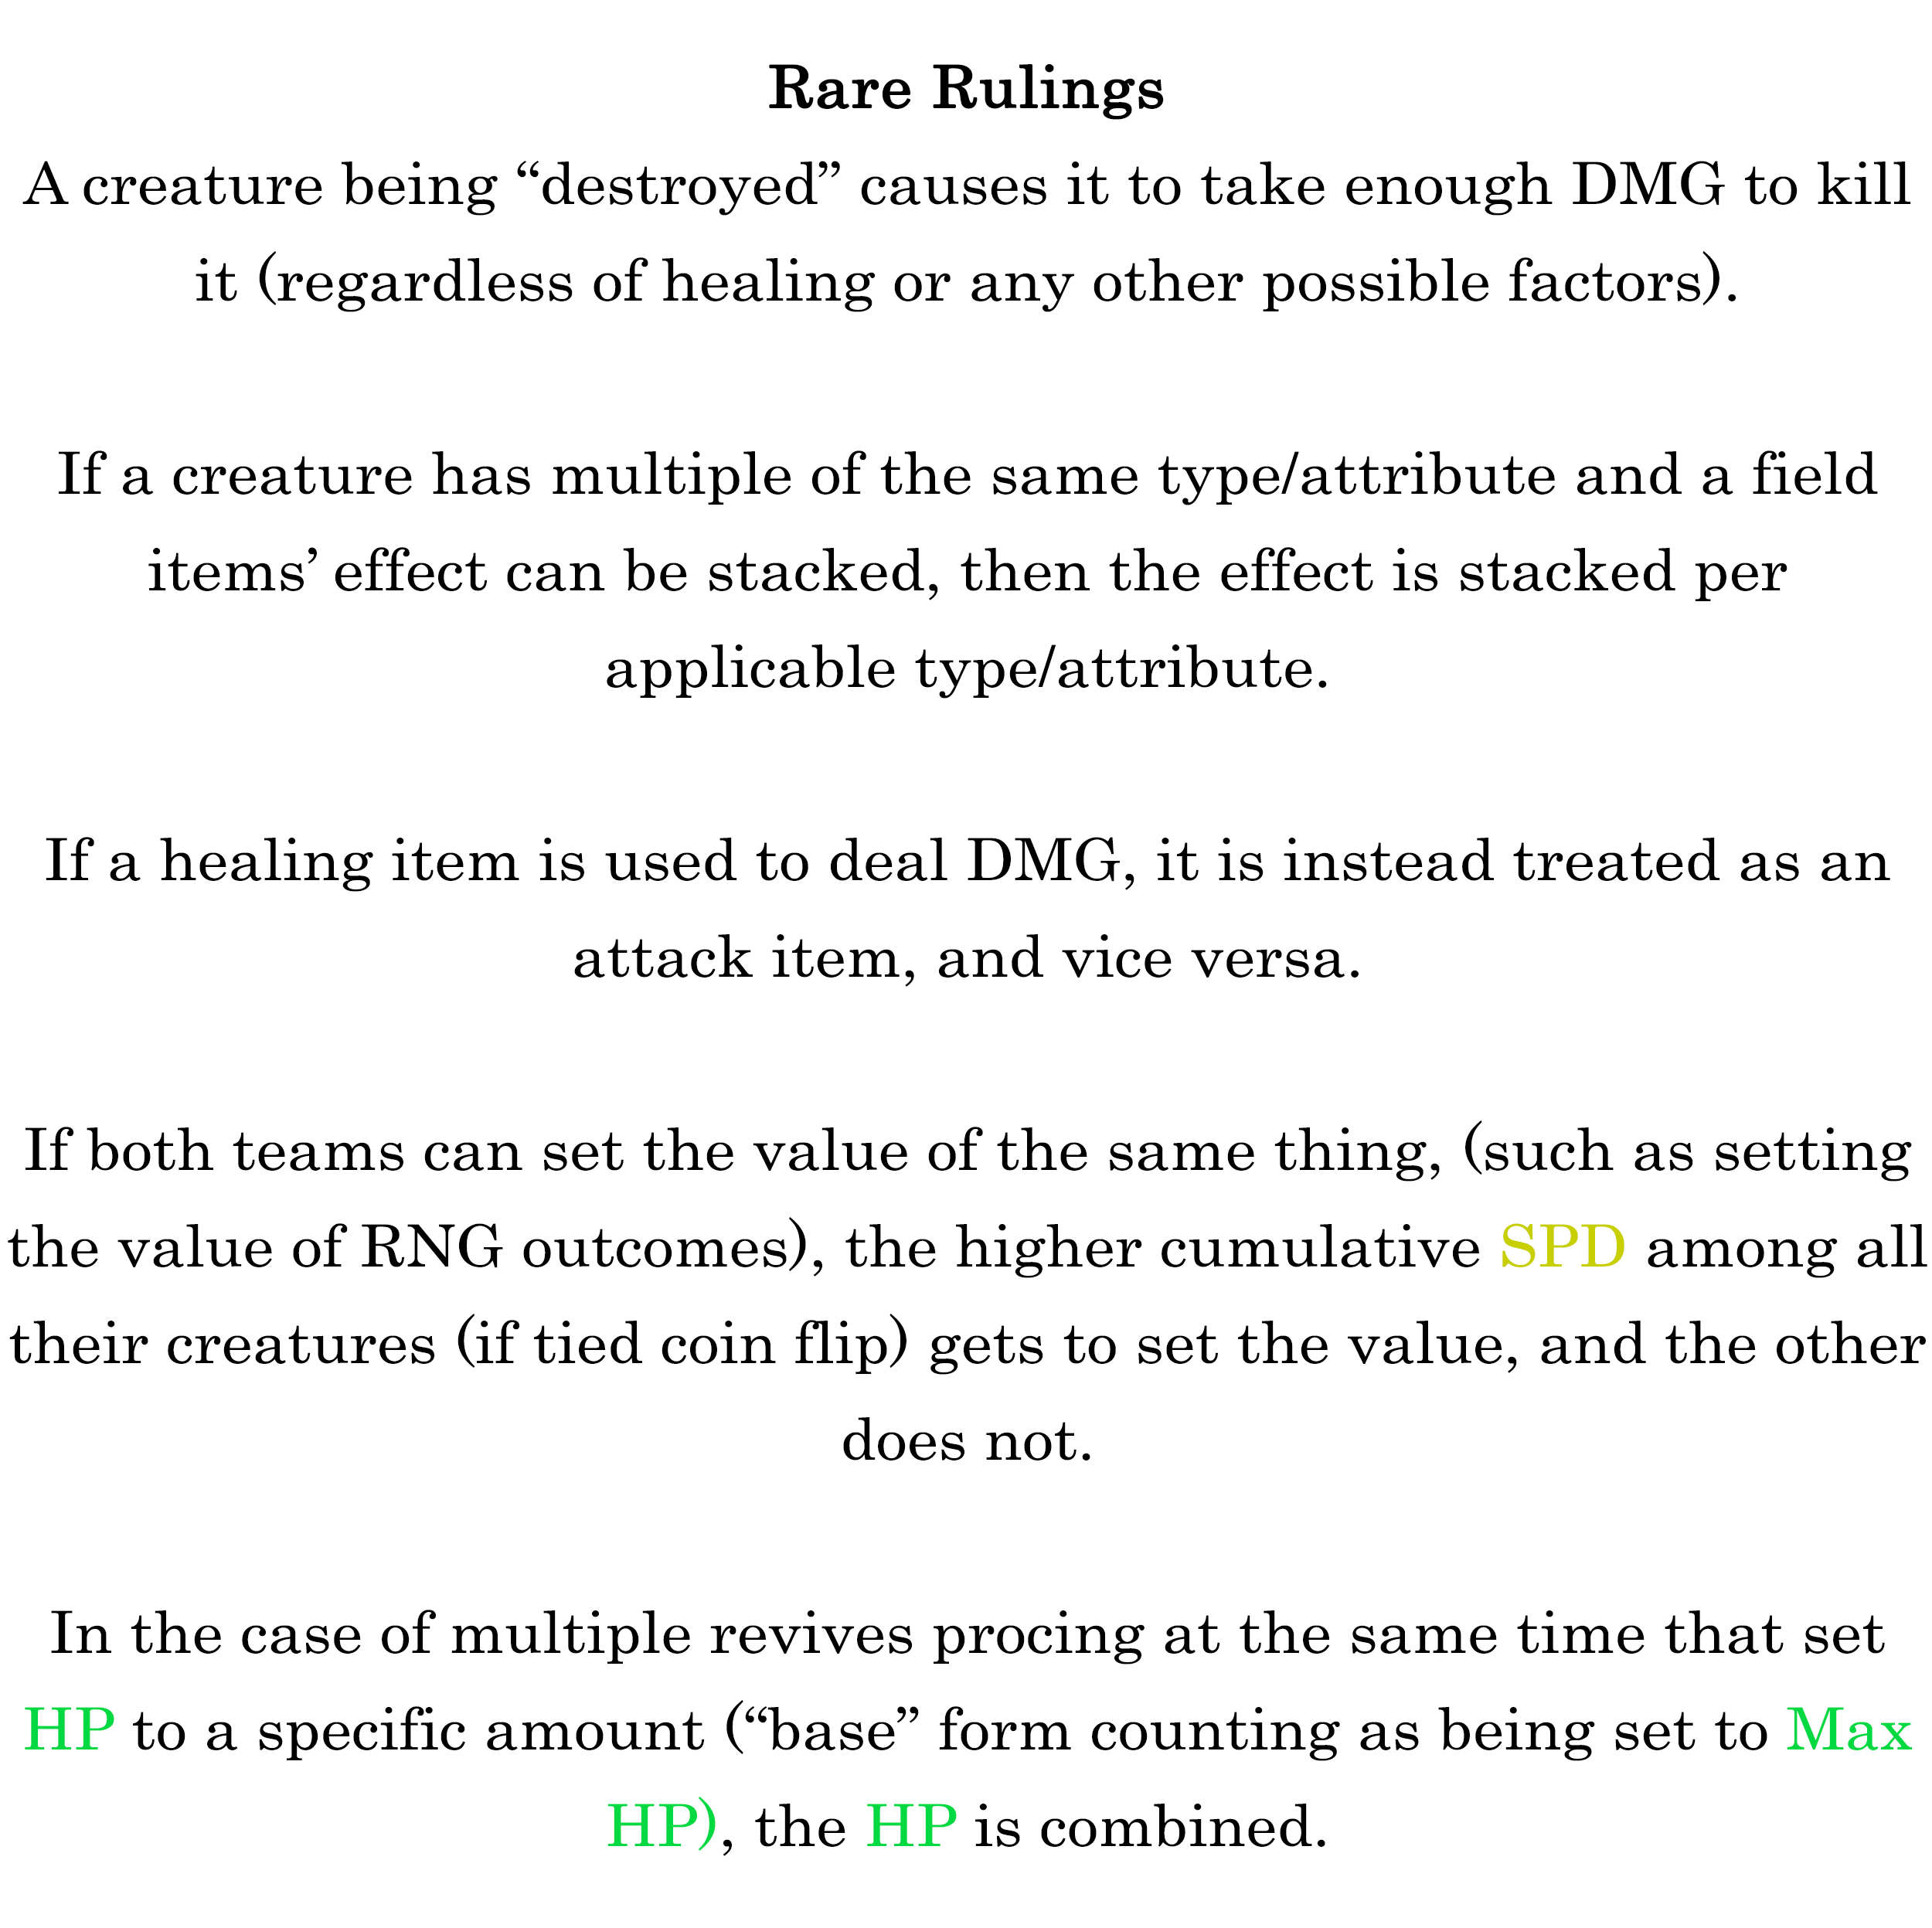 Rare Rulings
A creature being “destroyed” causes it to take enough DMG to kill
it (regardless of healing or any other possible factors).
If a creature has multiple of the same type/attribute and a field
items’ effect can be stacked, then the effect is stacked per
applicable type/attribute.
If a healing item is used to deal DMG, it is instead treated as an
attack item, and vice versa.
If both teams can set the value of the same thing, (such as setting
the value of RNG outcomes), the higher cumulative SPD among all
their creatures (if tied coin flip) gets to set the value, and the other
does not.
In the case of multiple revives procing at the same time that set
HP to a specific amount (“base” form counting as being set to Max
HP), the HP is combined.